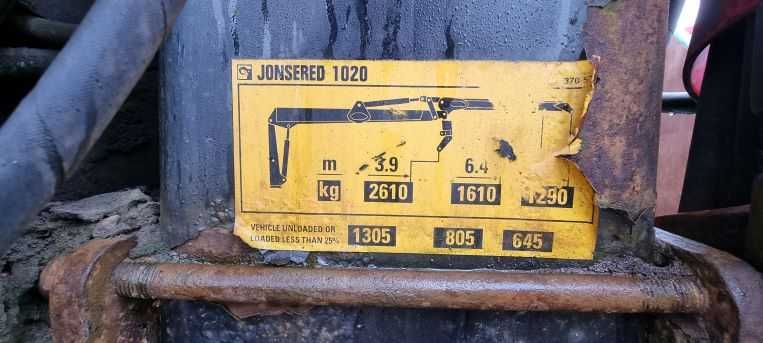 JONSERED 1020
370
m 3.9 6.4
kg 2610 1610 1290
VEHICLE UNLOADED OR
LOADED LESS THAN 25% 1305 805 645